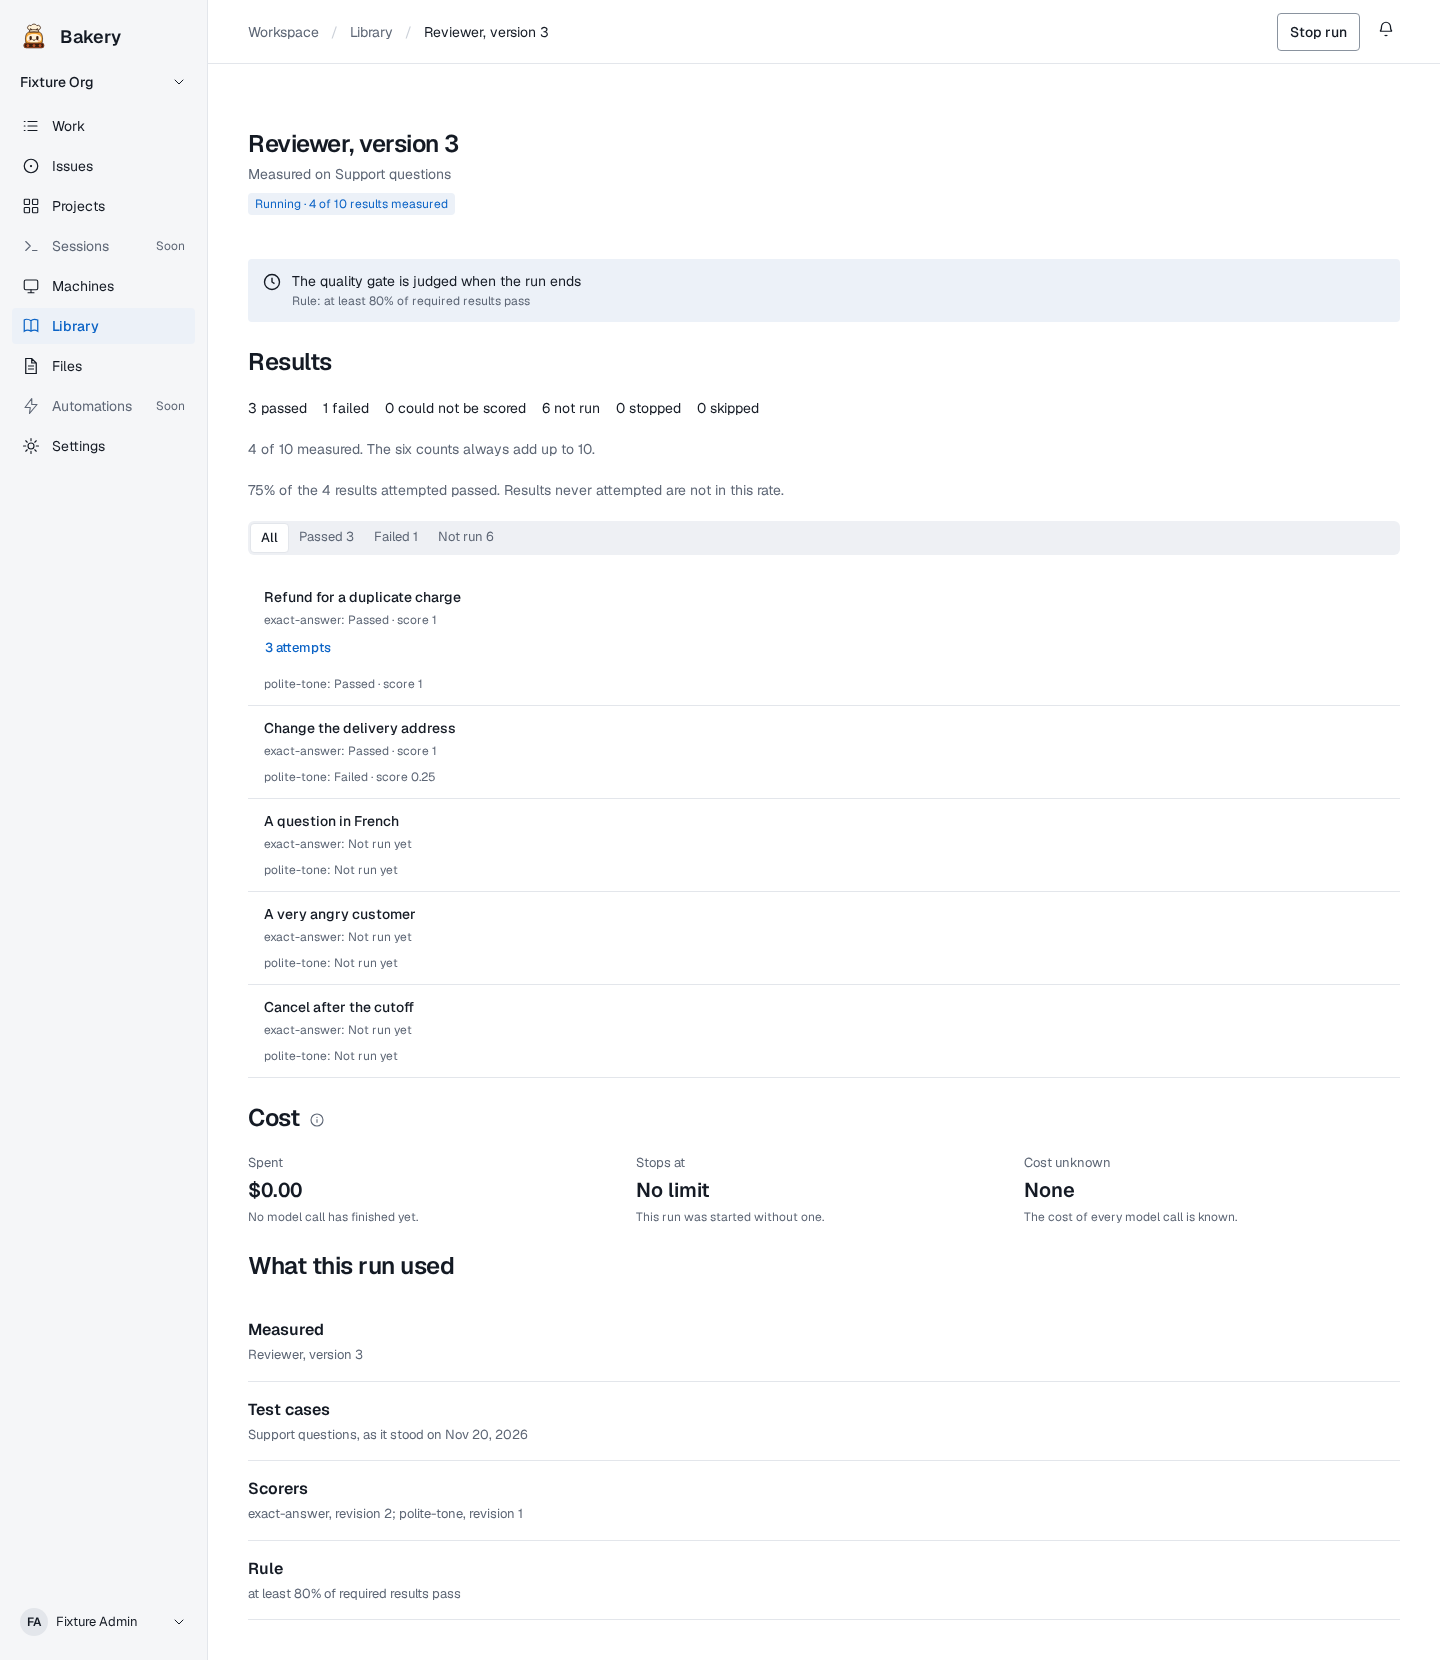 Bakery
Fixture Org
Work
Issues
Projects
Sessions Soon
Machines
Library
Files
Automations Soon
Settings
FA Fixture Admin
Workspace / Library / Reviewer, version 3
Stop run
Reviewer, version 3
Measured on Support questions
Running · 4 of 10 results measured
The quality gate is judged when the run ends
Rule: at least 80% of required results pass
Results
3 passed 1 failed 0 could not be scored 6 not run 0 stopped 0 skipped
4 of 10 measured. The six counts always add up to 10.
75% of the 4 results attempted passed. Results never attempted are not in this rate.
All Passed 3 Failed 1 Not run 6
Refund for a duplicate charge
exact-answer: Passed · score 1
3 attempts
polite-tone: Passed · score 1
Change the delivery address
exact-answer: Passed · score 1
polite-tone: Failed · score 0.25
A question in French
exact-answer: Not run yet
polite-tone: Not run yet
A very angry customer
exact-answer: Not run yet
polite-tone: Not run yet
Cancel after the cutoff
exact-answer: Not run yet
polite-tone: Not run yet
Cost
Spent
$0.00
No model call has finished yet.
Stops at
No limit
This run was started without one.
Cost unknown
None
The cost of every model call is known.
What this run used
Measured
Reviewer, version 3
Test cases
Support questions, as it stood on Nov 20, 2026
Scorers
exact-answer, revision 2; polite-tone, revision 1
Rule
at least 80% of required results pass